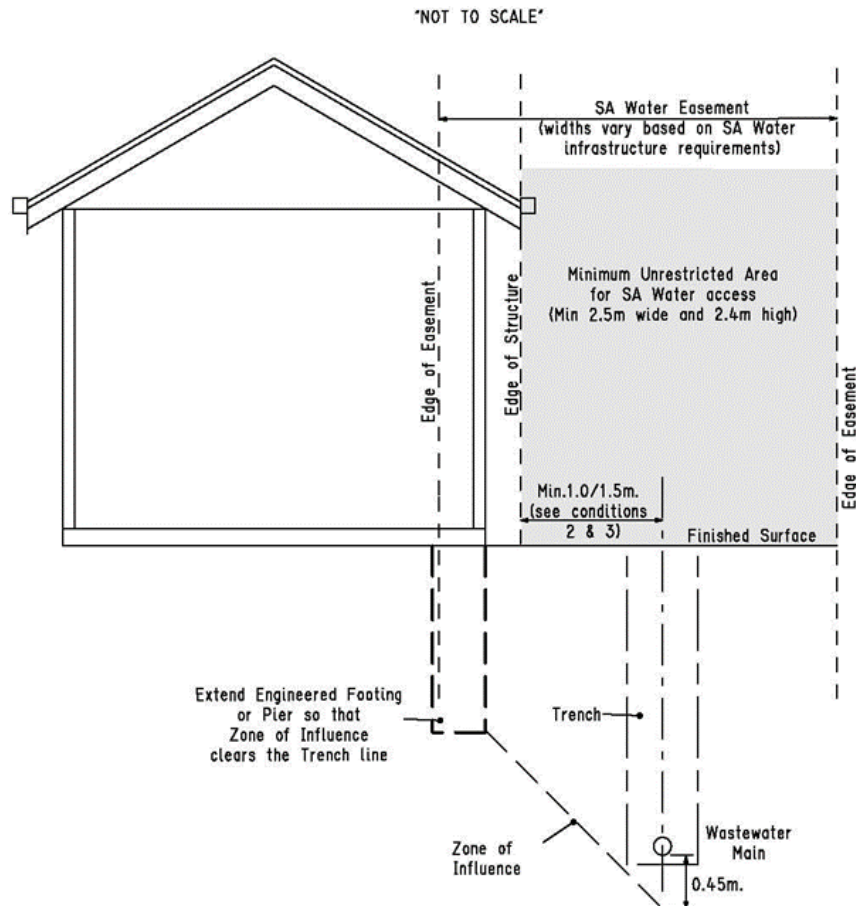 "NOT TO SCALE"
SA Water Easement
(widths vary based on SA Water
infrastructure requirements)
Minimum Unrestricted Area
for SA Water access
(Min 2.5m wide and 2.4m high)
Edge of Easement
Edge of Structure
Edge of Easement
Min.1.0/1.5m.
(see conditions
2 & 3)
Finished Surface
Extend Engineered Footing
or Pier so that
Zone of Influence
clears the Trench line
Trench
Zone of
Influence
Wastewater
Main
0.45m.